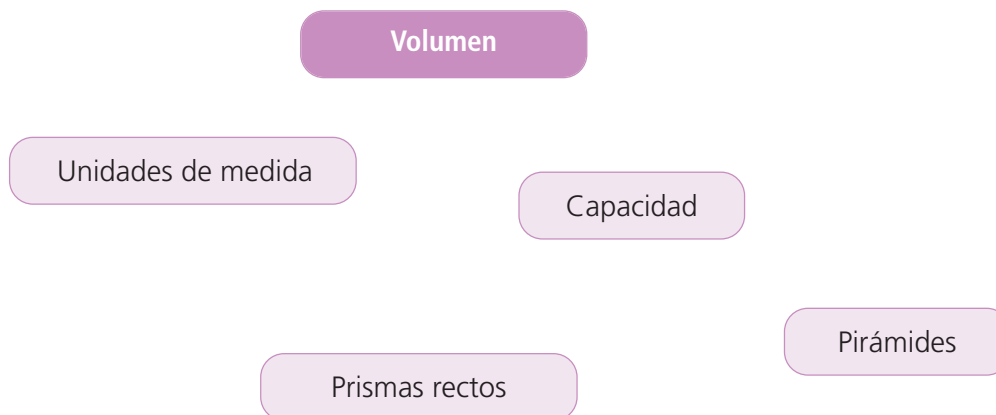 Volumen
Unidades de medida
Capacidad
Pirámides
Prismas rectos